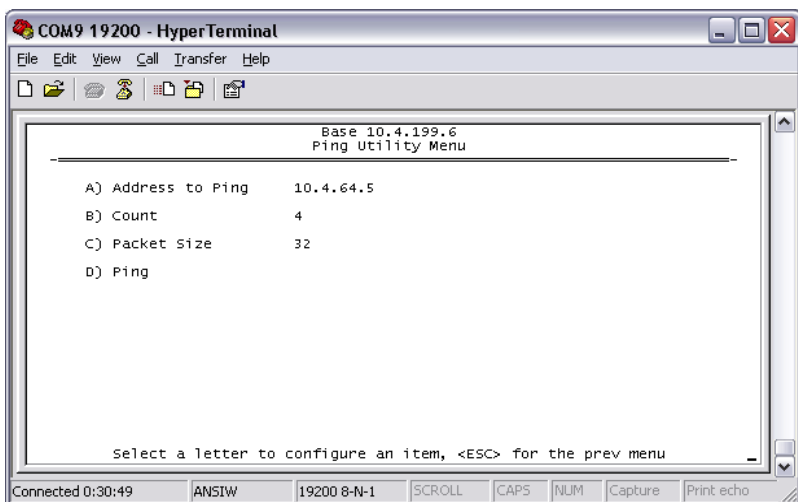 COM9 19200 - HyperTerminal
File Edit View Call Transfer Help
Base 10.4.199.6
Ping Utility Menu
A) Address to Ping 10.4.64.5
B) Count 4
C) Packet Size 32
D) Ping
Select a letter to configure an item, <ESC> for the prev menu
Connected 0:30:49 ANSIW 19200 8-N-1 SCROLL CAPS NUM Capture Print echo